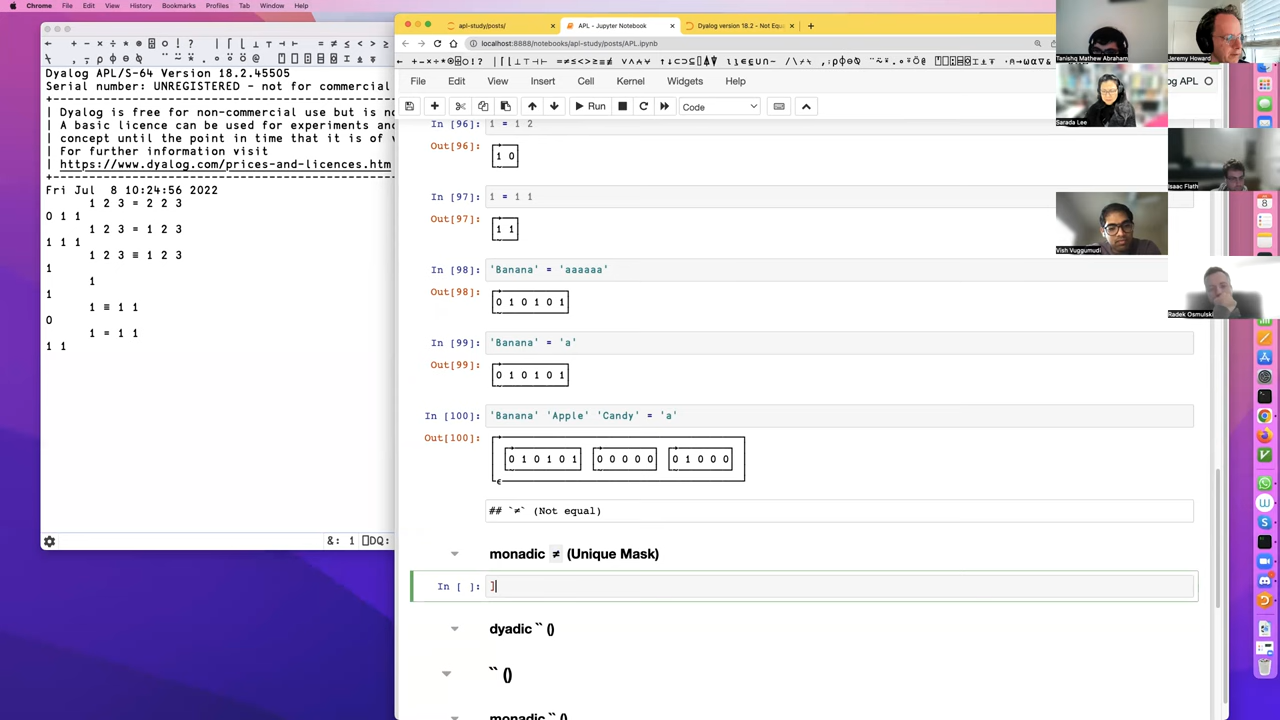 Chrome File Edit View History Bookmarks Profiles Tab Window Help
Dyalog APL/S-64 Version 18.2.45505
Serial number: UNREGISTERED - not for commercial
| Dyalog is free for non-commercial use but is no
| A basic licence can be used for experiments and
| concept until the point in time that it is of v
| For further information visit
| https://www.dyalog.com/prices-and-licences.htm
Fri Jul 8 10:24:56 2022
1 2 3 = 2 2 3
0 1 1
1 2 3 = 1 2 3
1 1 1
1 2 3 ≡ 1 2 3
1
1
1
1 ≡ 1 1
0
1 = 1 1
1 1
&: 1 ⎕DQ:
apl-study/posts/
APL - Jupyter Notebook
Dyalog version 18.2 - Not Equ
localhost:8888/notebooks/apl-study/posts/APL.ipynb
File Edit View Insert Cell Kernel Widgets Help
Run Code
In [96]: 1 = 1 2
Out[96]:
1 0
In [97]: 1 = 1 1
Out[97]:
1 1
In [98]: 'Banana' = 'aaaaaa'
Out[98]:
0 1 0 1 0 1
In [99]: 'Banana' = 'a'
Out[99]:
0 1 0 1 0 1
In [100]: 'Banana' 'Apple' 'Candy' = 'a'
Out[100]:
0 1 0 1 0 1 0 0 0 0 0 0 1 0 0 0
## `≠` (Not equal)
monadic ≠ (Unique Mask)
In [ ]: ]
dyadic `` ()
`` ()
monadic `` ()
Tanishq Mathew Abraham
Jeremy Howard
Sarada Lee
Isaac Flath
Vish Vuggumudi
Radek Osmulski